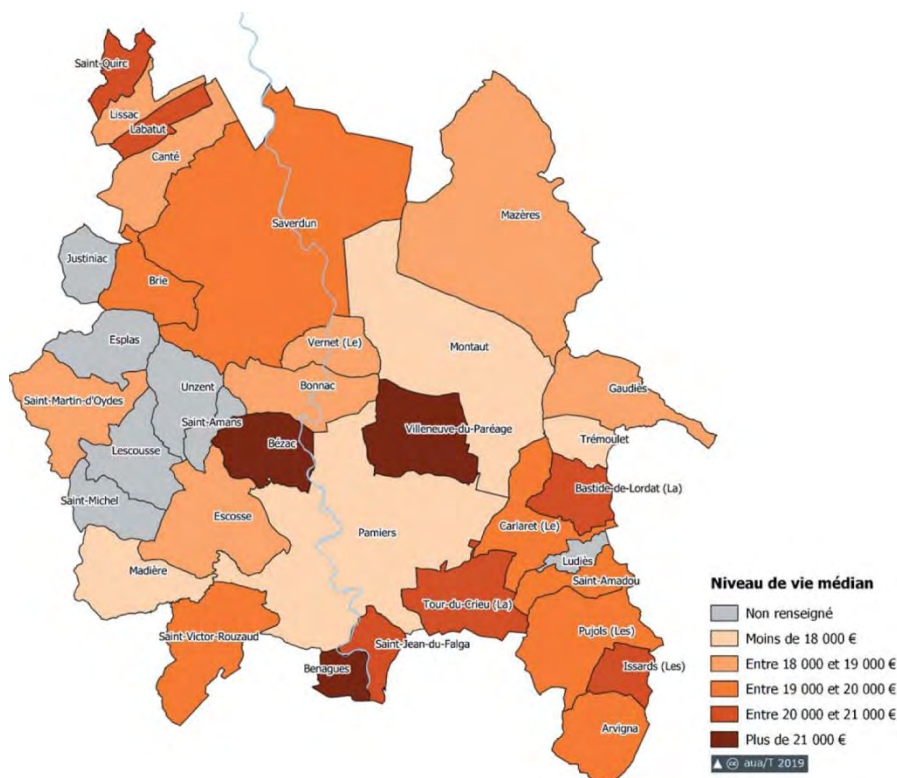 Saint-Quirc
Lissac
Labatut
Canté
Mazères
Saverdun
Justiniac
Brie
Esplas
Vernet (Le)
Montaut
Unzent
Bonnac
Gaudiès
Saint-Martin-d'Oydes
Saint-Amans
Villeneuve-du-Paréage
Trémoulet
Bézac
Lescousse
Bastide-de-Lordat (La)
Saint-Michel
Escosse
Carlaret (Le)
Pamiers
Ludiès
Madière
Saint-Amadou
Tour-du-Crieu (La)
Saint-Victor-Rouzaud
Pujols (Les)
Saint-Jean-du-Falga
Benagues
Issards (Les)
Arvigna
Niveau de vie médian
Non renseigné
Moins de 18 000 €
Entre 18 000 et 19 000 €
Entre 19 000 et 20 000 €
Entre 20 000 et 21 000 €
Plus de 21 000 €
cc aua/T 2019